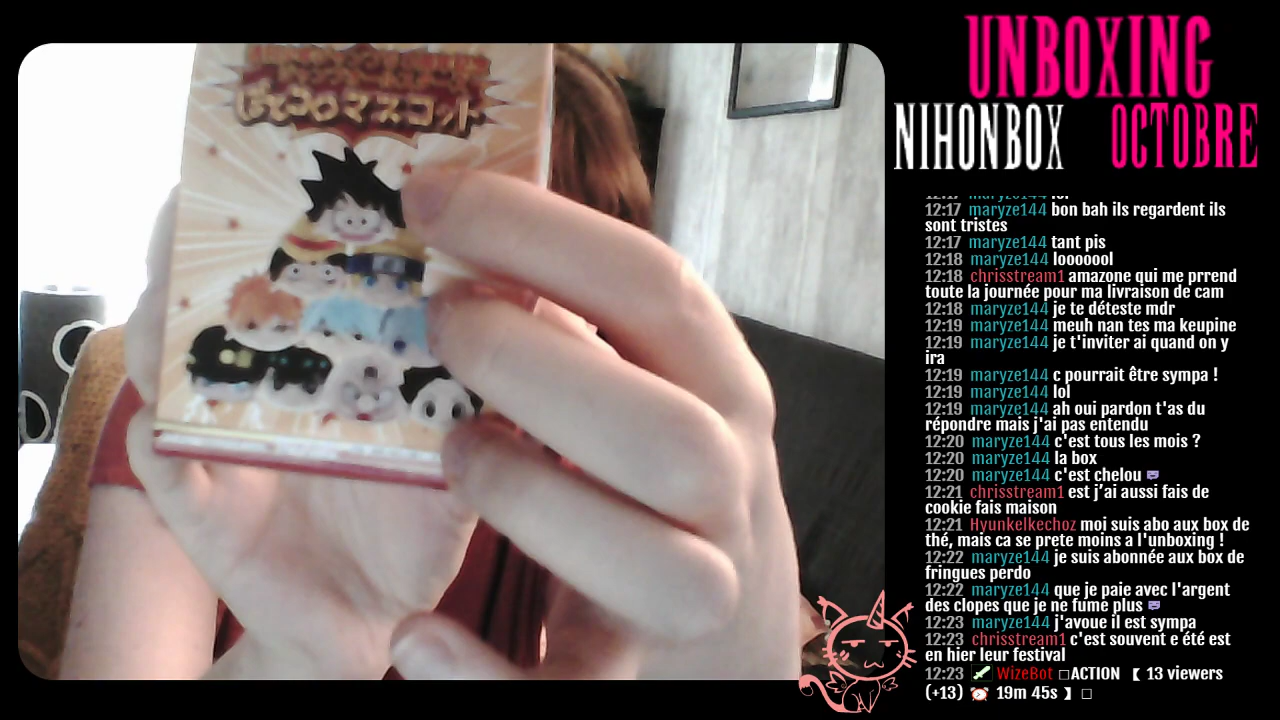 UNBOXING
NIHONBOX OCTOBRE
マスコット
12:17 maryze144 lol
12:17 maryze144 bon bah ils regardent ils
sont tristes
12:17 maryze144 tant pis
12:18 maryze144 looooool
12:18 chrisstream1 amazone qui me prrend
toute la journée pour ma livraison de cam
12:18 maryze144 je te déteste mdr
12:19 maryze144 meuh nan tes ma keupine
12:19 maryze144 je t'inviter ai quand on y
ira
12:19 maryze144 c pourrait être sympa !
12:19 maryze144 lol
12:19 maryze144 ah oui pardon t'as du
répondre mais j'ai pas entendu
12:20 maryze144 c'est tous les mois ?
12:20 maryze144 la box
12:20 maryze144 c'est chelou
12:21 chrisstream1 est j’ai aussi fais de
cookie fais maison
12:21 Hyunkelkechoz moi suis abo aux box de
thé, mais ca se prete moins a l'unboxing !
12:22 maryze144 je suis abonnée aux box de
fringues perdo
12:22 maryze144 que je paie avec l'argent
des clopes que je ne fume plus
12:23 maryze144 j'avoue il est sympa
12:23 chrisstream1 c'est souvent e été est
en hier leur festival
12:23 WizeBot □ACTION 【 13 viewers
(+13) ⏰ 19m 45s 】 □